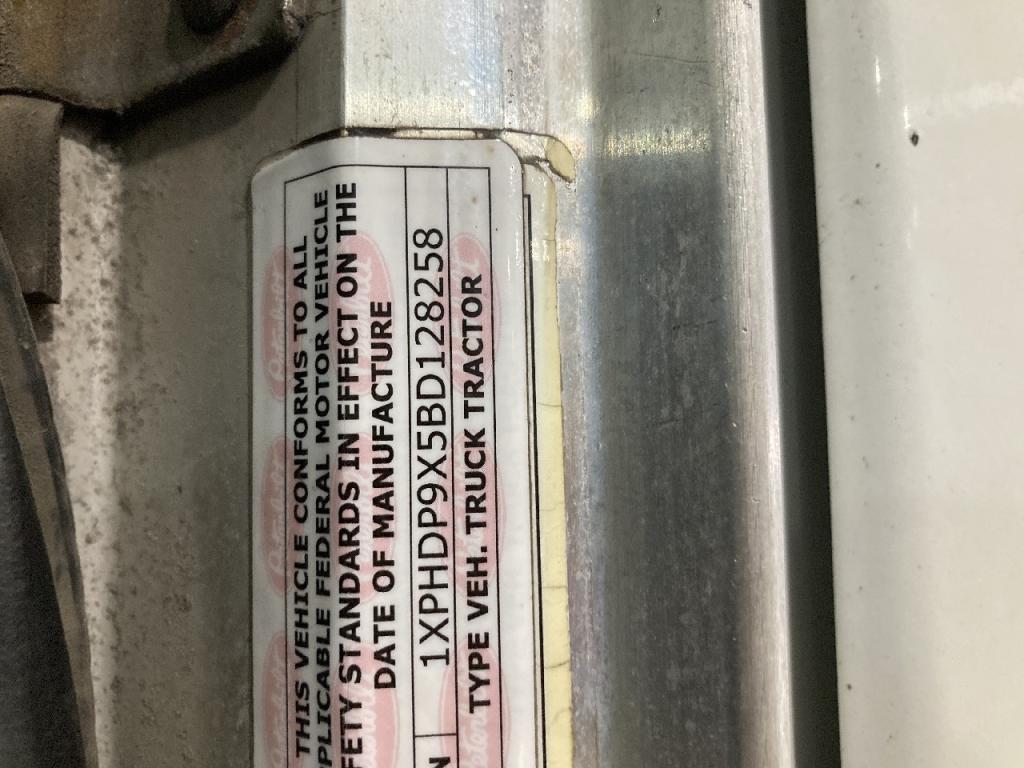 THIS VEHICLE CONFORMS TO ALL
PLICABLE FEDERAL MOTOR VEHICLE
FETY STANDARDS IN EFFECT ON THE
DATE OF MANUFACTURE
N 1XPHDP9X5BD128258
TYPE VEH. TRUCK TRACTOR